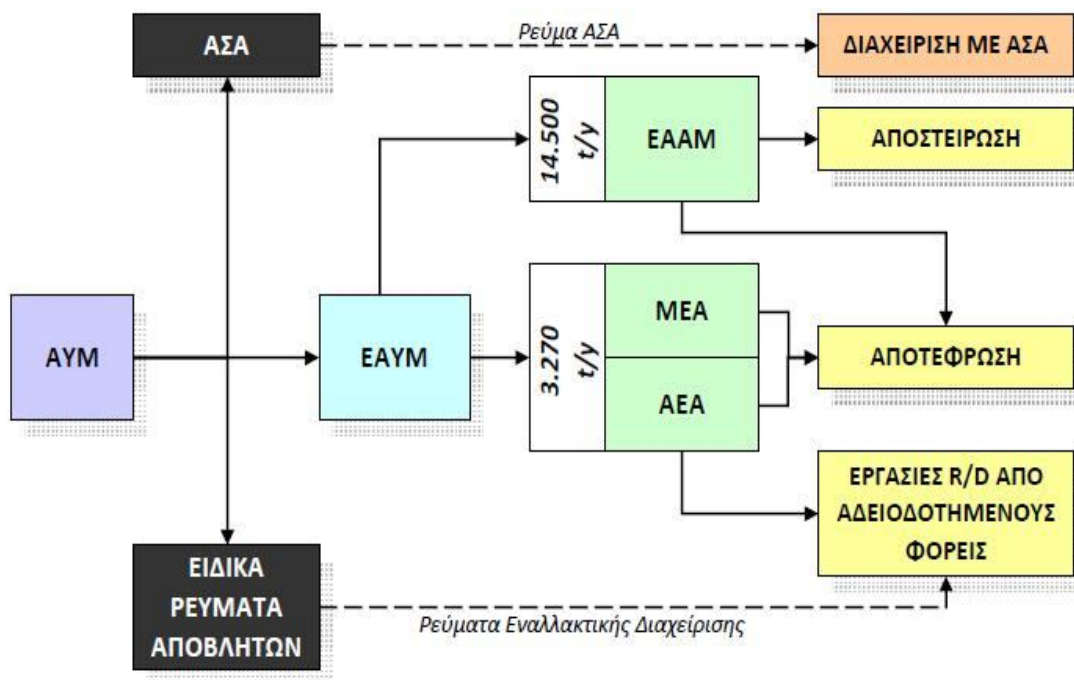 ΑΣΑ
Ρεύμα ΑΣΑ
ΔΙΑΧΕΙΡΙΣΗ ΜΕ ΑΣΑ
14.500
t/y
ΕΑΑΜ
ΑΠΟΣΤΕΙΡΩΣΗ
ΑΥΜ
ΕΑΥΜ
3.270
t/y
ΜΕΑ
ΑΕΑ
ΑΠΟΤΕΦΡΩΣΗ
ΕΡΓΑΣΙΕΣ R/D ΑΠΟ
ΑΔΕΙΟΔΟΤΗΜΕΝΟΥΣ
ΦΟΡΕΙΣ
ΕΙΔΙΚΑ
ΡΕΥΜΑΤΑ
ΑΠΟΒΛΗΤΩΝ
Ρεύματα Εναλλακτικής Διαχείρισης